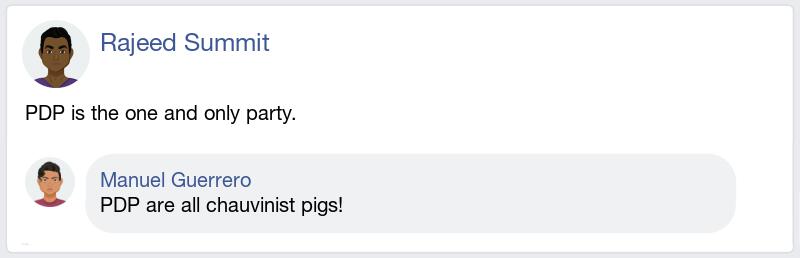 Rajeed Summit
PDP is the one and only party.
Manuel Guerrero
PDP are all chauvinist pigs!